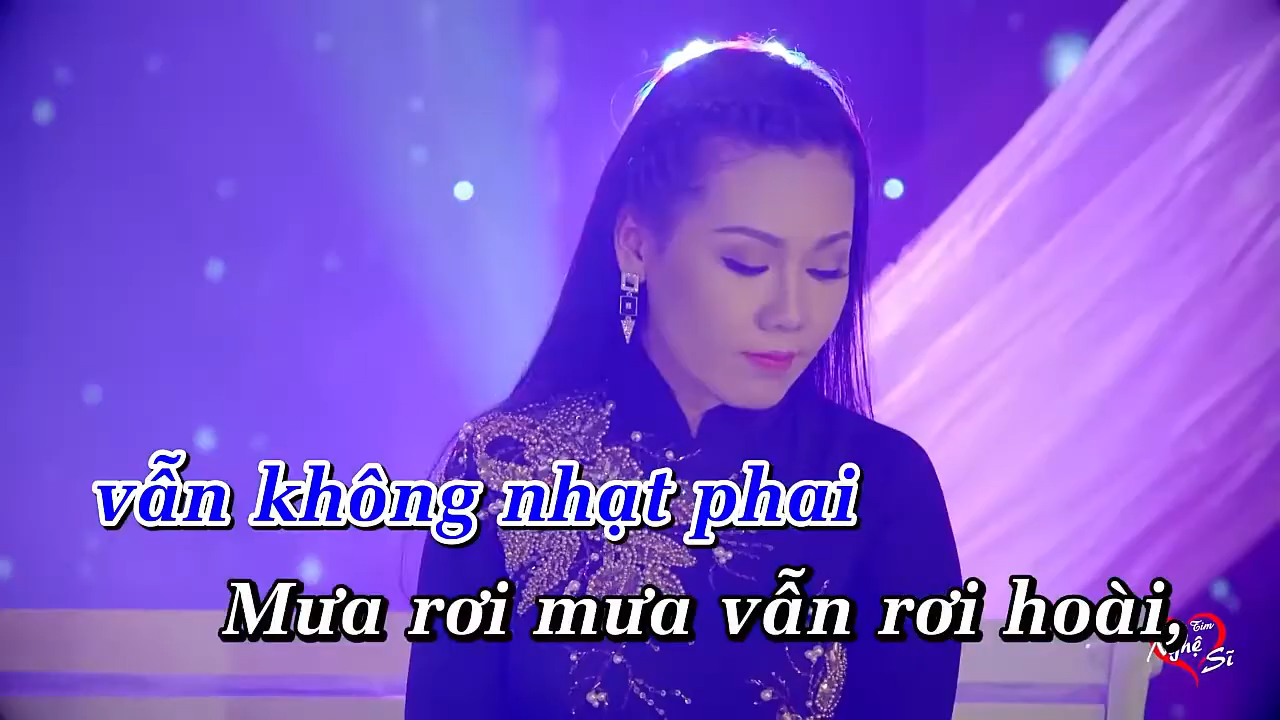 vẫn không nhạt phai
Mưa rơi mưa vẫn rơi hoài,
Tim
Nghệ
Sĩ